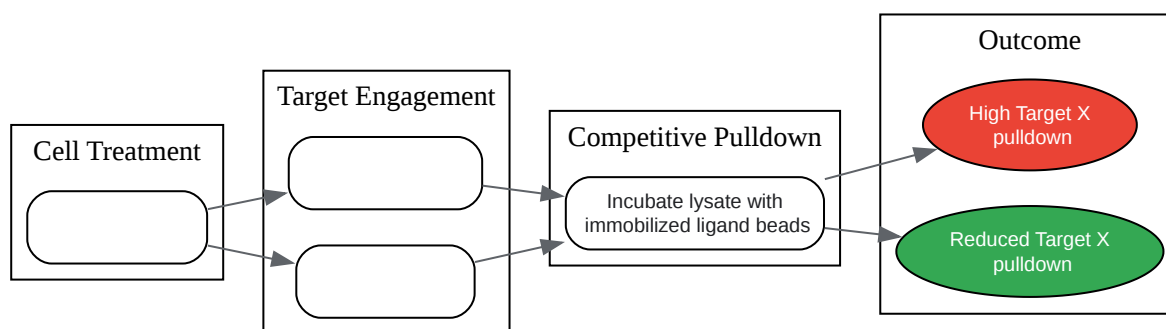 Cell Treatment
Target Engagement
Competitive Pulldown
Incubate lysate with
immobilized ligand beads
Outcome
High Target X
pulldown
Reduced Target X
pulldown